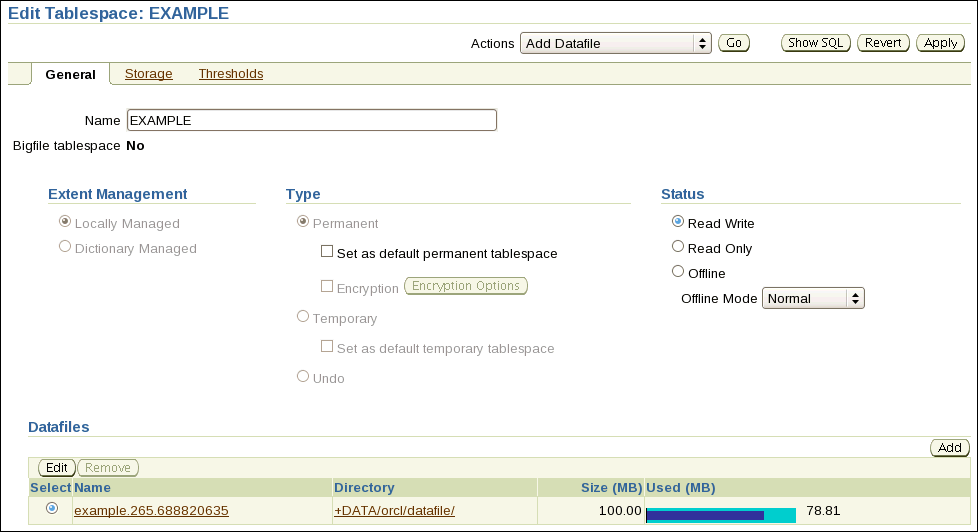 Edit Tablespace: EXAMPLE
Actions Add Datafile Go Show SQL Revert Apply
General Storage Thresholds
Name EXAMPLE
Bigfile tablespace No
Extent Management Type Status
Locally Managed Permanent Read Write
Dictionary Managed Set as default permanent tablespace Read Only
Encryption Encryption Options Offline
Temporary Offline Mode Normal
Set as default temporary tablespace
Undo
Datafiles
Add
Edit Remove
Select Name Directory Size (MB) Used (MB)
example.265.688820635 +DATA/orcl/datafile/ 100.00 78.81